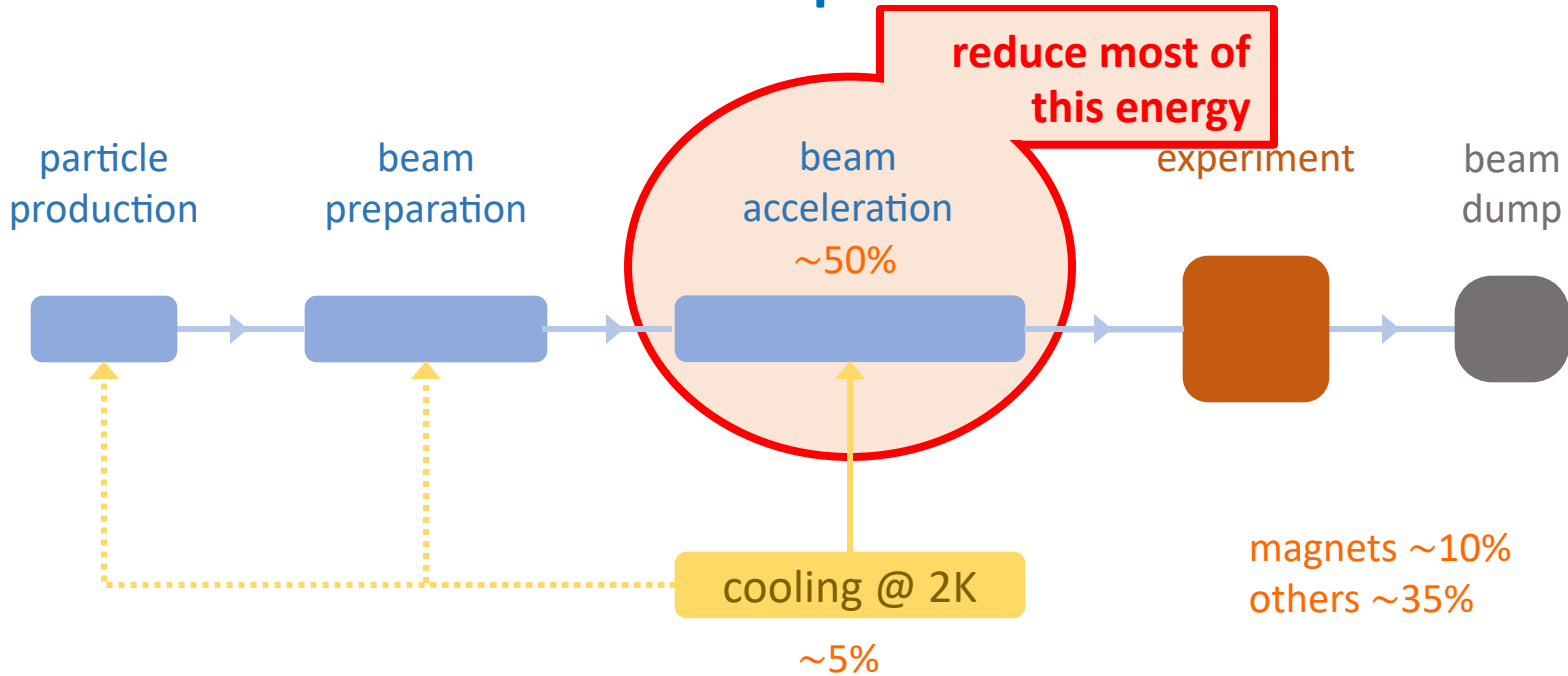 reduce most of
this energy
particle
production
beam
preparation
beam
acceleration
~50%
experiment
beam
dump
cooling @ 2K
~5%
magnets ~10%
others ~35%